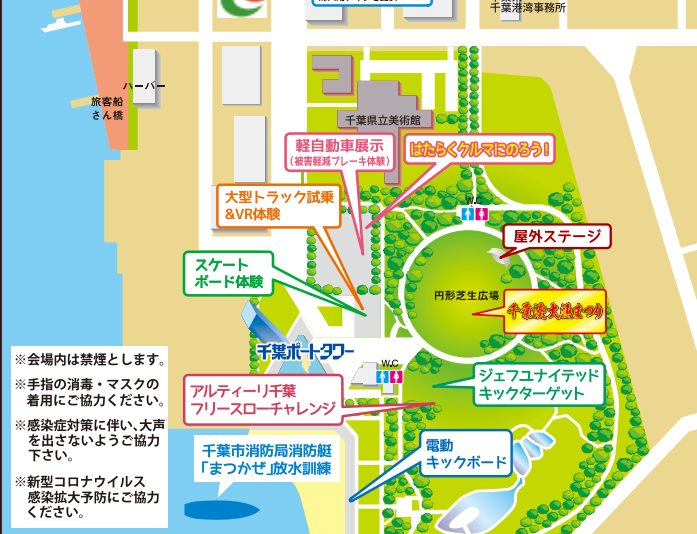 千葉港湾事務所
ハーバー
旅客船
さん橋
千葉県立美術館
軽自動車展示
（被害軽減ブレーキ体験）
はたらくクルマにのろう！
大型トラック試乗
&VR体験
W.C
屋外ステージ
スケート
ボード体験
円形芝生広場
千葉湊大漁まつり
千葉ポートタワー
W.C
ジェフユナイテッド
キックターゲット
アルティーリ千葉
フリースローチャレンジ
電動
キックボード
千葉市消防局消防艇
「まつかぜ」放水訓練
※会場内は禁煙とします。
※手指の消毒・マスクの
着用にご協力ください。
※感染症対策に伴い、大声
を出さないようご協力
下さい。
※新型コロナウイルス
感染拡大予防にご協力
ください。